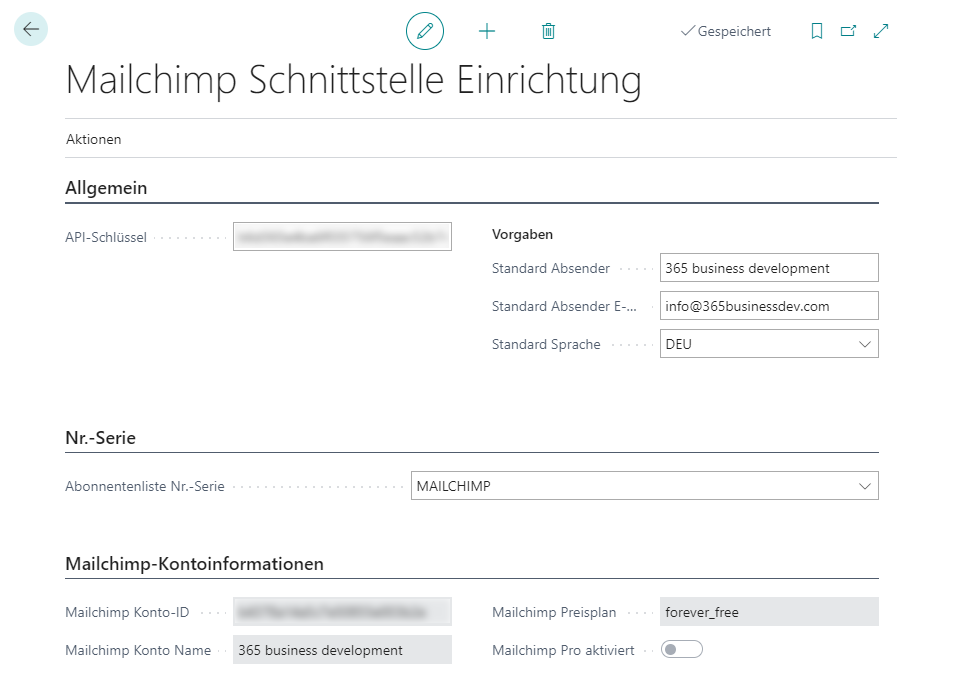 Gespeichert
Mailchimp Schnittstelle Einrichtung
Aktionen
Allgemein
API-Schlüssel
Vorgaben
Standard Absender 365 business development
Standard Absender E-... info@365businessdev.com
Standard Sprache DEU
Nr.-Serie
Abonnentenliste Nr.-Serie MAILCHIMP
Mailchimp-Kontoinformationen
Mailchimp Konto-ID
Mailchimp Preisplan forever_free
Mailchimp Konto Name 365 business development
Mailchimp Pro aktiviert